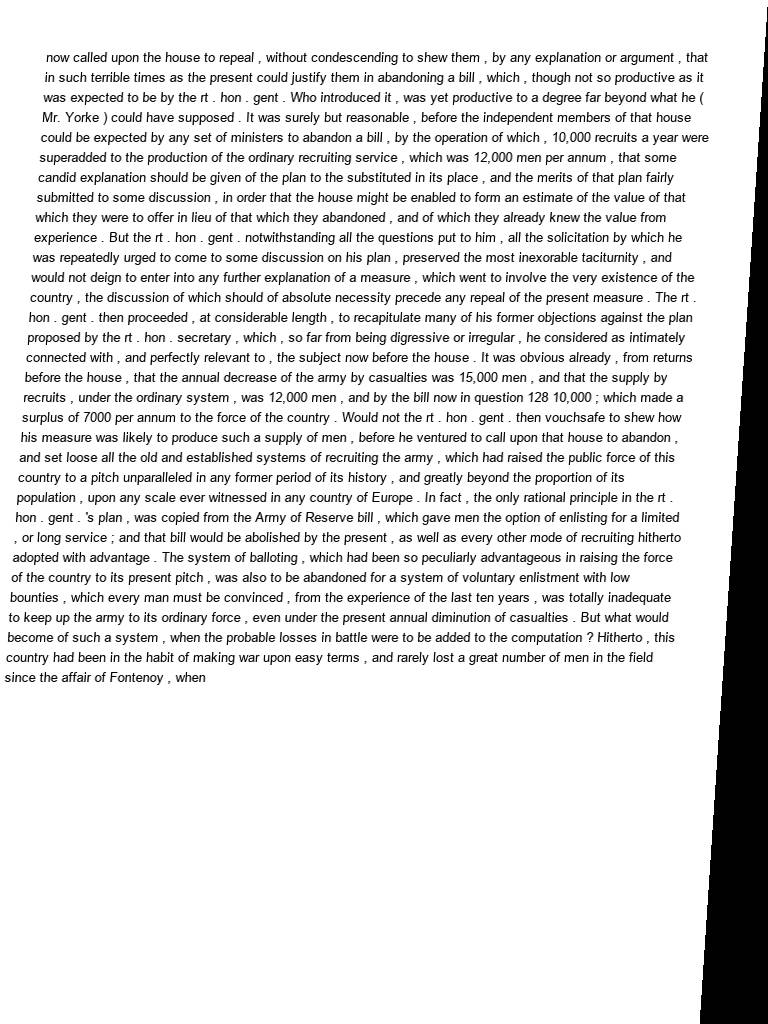 now called upon the house to repeal , without condescending to shew them , by any explanation or argument , that
in such terrible times as the present could justify them in abandoning a bill , which , though not so productive as it
was expected to be by the rt . hon . gent . Who introduced it , was yet productive to a degree far beyond what he (
Mr. Yorke ) could have supposed . It was surely but reasonable , before the independent members of that house
could be expected by any set of ministers to abandon a bill , by the operation of which , 10,000 recruits a year were
superadded to the production of the ordinary recruiting service , which was 12,000 men per annum , that some
candid explanation should be given of the plan to the substituted in its place , and the merits of that plan fairly
submitted to some discussion , in order that the house might be enabled to form an estimate of the value of that
which they were to offer in lieu of that which they abandoned , and of which they already knew the value from
experience . But the rt . hon . gent . notwithstanding all the questions put to him , all the solicitation by which he
was repeatedly urged to come to some discussion on his plan , preserved the most inexorable taciturnity , and
would not deign to enter into any further explanation of a measure , which went to involve the very existence of the
country , the discussion of which should of absolute necessity precede any repeal of the present measure . The rt .
hon . gent . then proceeded , at considerable length , to recapitulate many of his former objections against the plan
proposed by the rt . hon . secretary , which , so far from being digressive or irregular , he considered as intimately
connected with , and perfectly relevant to , the subject now before the house . It was obvious already , from returns
before the house , that the annual decrease of the army by casualties was 15,000 men , and that the supply by
recruits , under the ordinary system , was 12,000 men , and by the bill now in question 128 10,000 ; which made a
surplus of 7000 per annum to the force of the country . Would not the rt . hon . gent . then vouchsafe to shew how
his measure was likely to produce such a supply of men , before he ventured to call upon that house to abandon ,
and set loose all the old and established systems of recruiting the army , which had raised the public force of this
country to a pitch unparalleled in any former period of its history , and greatly beyond the proportion of its
population , upon any scale ever witnessed in any country of Europe . In fact , the only rational principle in the rt .
hon . gent . 's plan , was copied from the Army of Reserve bill , which gave men the option of enlisting for a limited
, or long service ; and that bill would be abolished by the present , as well as every other mode of recruiting hitherto
adopted with advantage . The system of balloting , which had been so peculiarly advantageous in raising the force
of the country to its present pitch , was also to be abandoned for a system of voluntary enlistment with low
bounties , which every man must be convinced , from the experience of the last ten years , was totally inadequate
to keep up the army to its ordinary force , even under the present annual diminution of casualties . But what would
become of such a system , when the probable losses in battle were to be added to the computation ? Hitherto , this
country had been in the habit of making war upon easy terms , and rarely lost a great number of men in the field
since the affair of Fontenoy , when